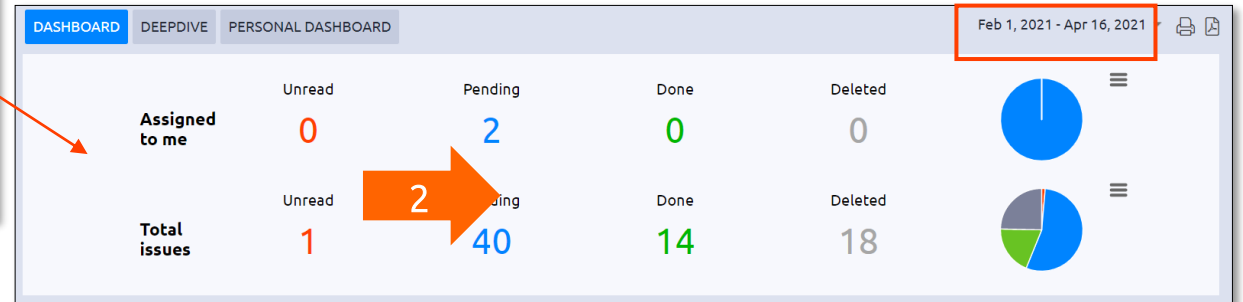 DASHBOARD DEEPDIVE PERSONAL DASHBOARD Feb 1, 2021 - Apr 16, 2021
Unread Pending Done Deleted
Assigned
to me
0 2 0 0
Unread 2 ding Done Deleted
Total
issues
1 40 14 18